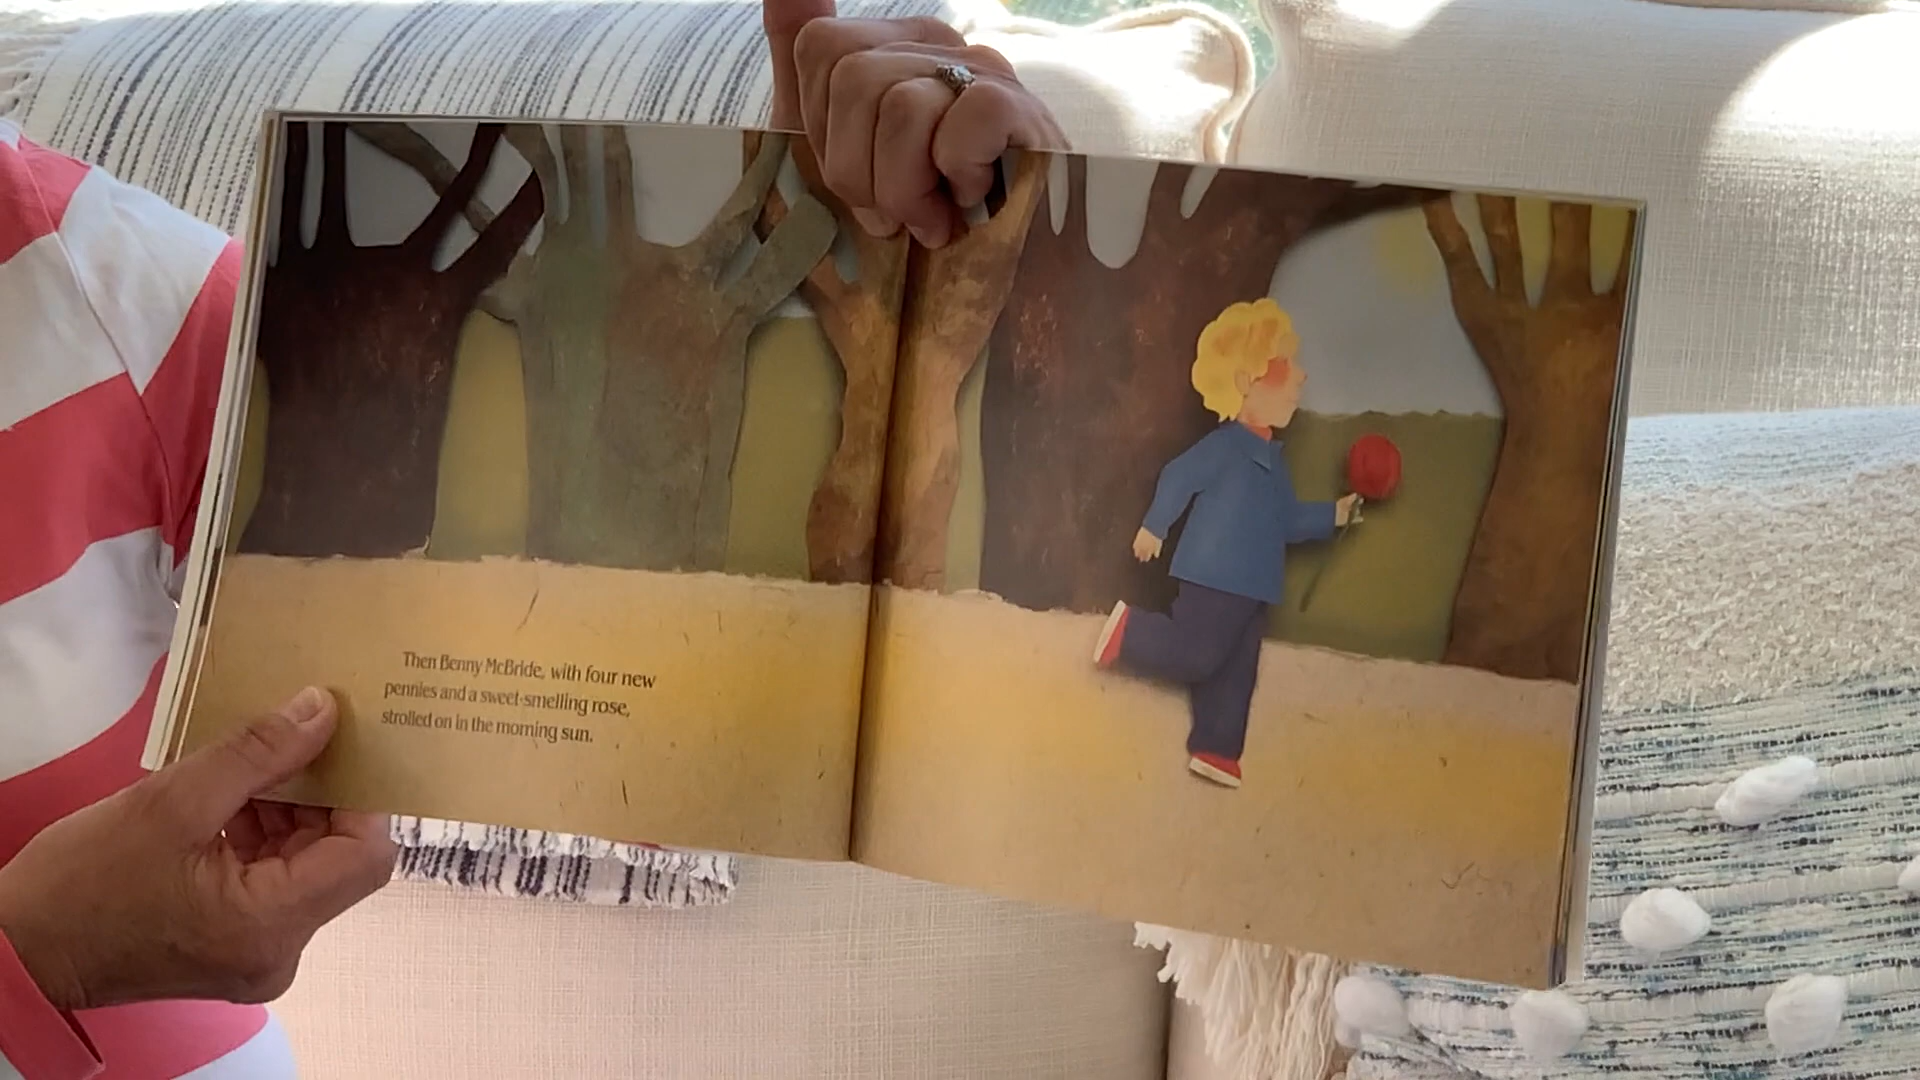 Then Benny McBride, with four new
pennies and a sweet-smelling rose,
strolled on in the morning sun.